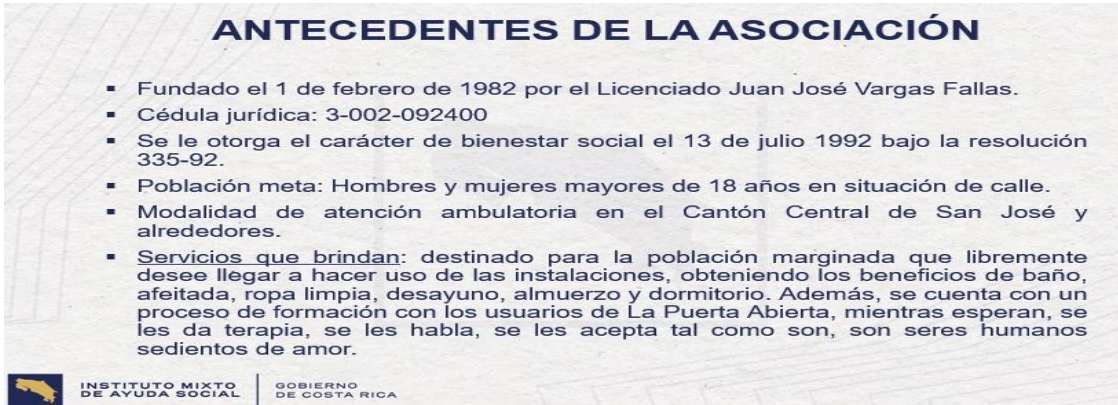 ANTECEDENTES DE LA ASOCIACIÓN
▪ Fundado el 1 de febrero de 1982 por el Licenciado Juan José Vargas Fallas.
▪ Cédula jurídica: 3-002-092400
▪ Se le otorga el carácter de bienestar social el 13 de julio 1992 bajo la resolución
335-92.
▪ Población meta: Hombres y mujeres mayores de 18 años en situación de calle.
▪ Modalidad de atención ambulatoria en el Cantón Central de San José y
alrededores.
▪ Servicios que brindan: destinado para la población marginada que libremente
desee llegar a hacer uso de las instalaciones, obteniendo los beneficios de baño,
afeitada, ropa limpia, desayuno, almuerzo y dormitorio. Además, se cuenta con un
proceso de formación con los usuarios de La Puerta Abierta, mientras esperan, se
les da terapia, se les habla, se les acepta tal como son, son seres humanos
sedientos de amor.
INSTITUTO MIXTO
DE AYUDA SOCIAL
GOBIERNO
DE COSTA RICA